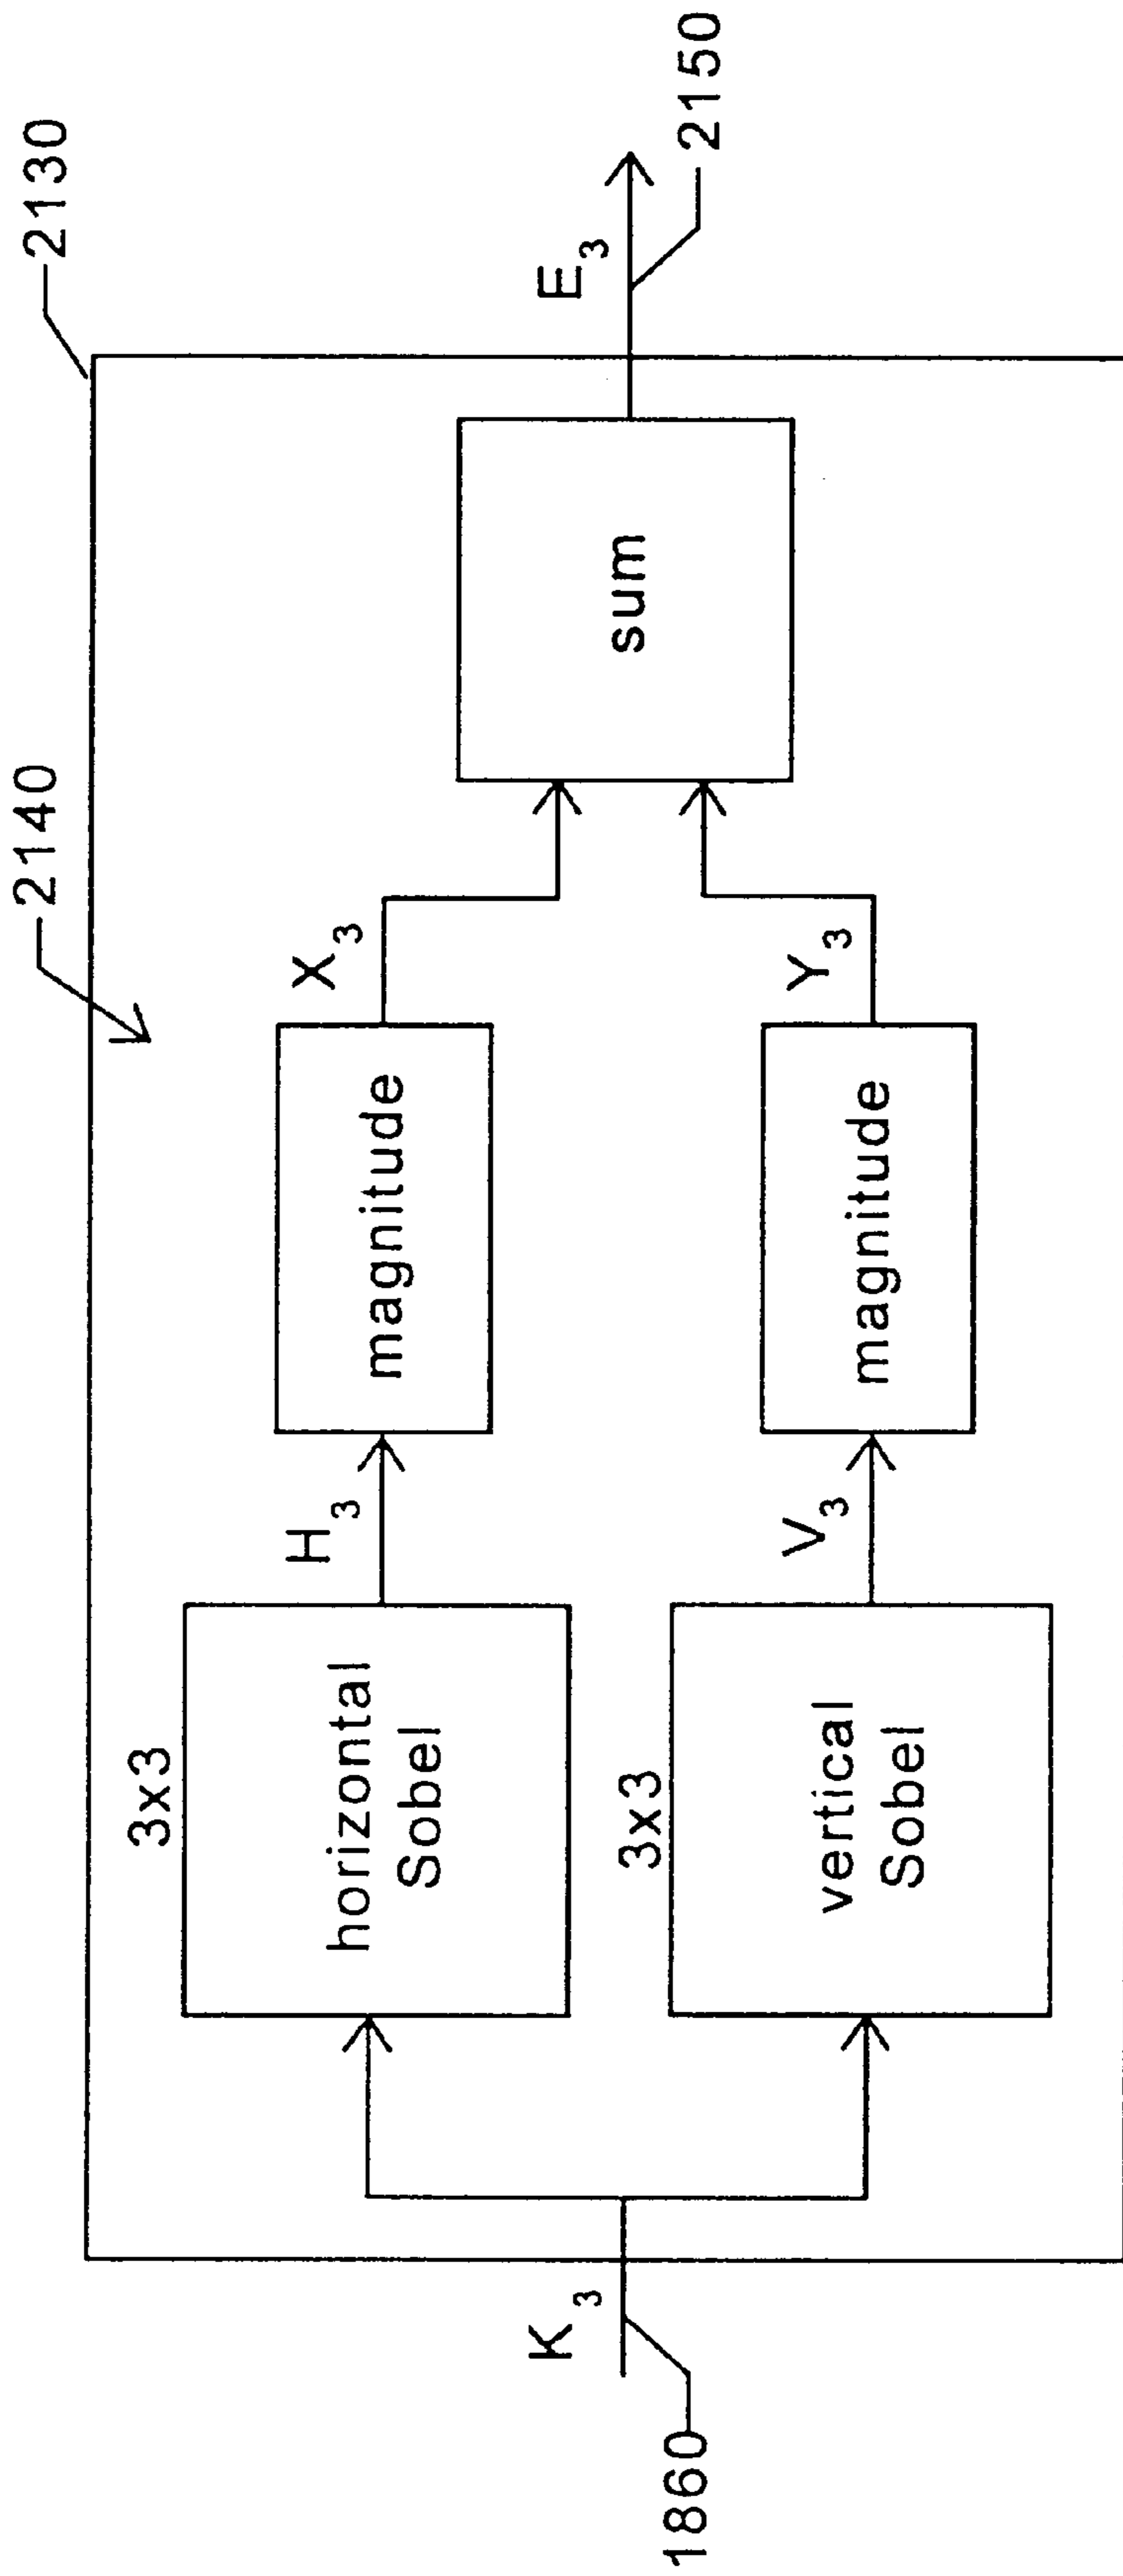 2140
2130
3x3
horizontal
Sobel
H3
magnitude
X3
K3
1860
sum
E3
2150
3x3
vertical
Sobel
V3
magnitude
Y3